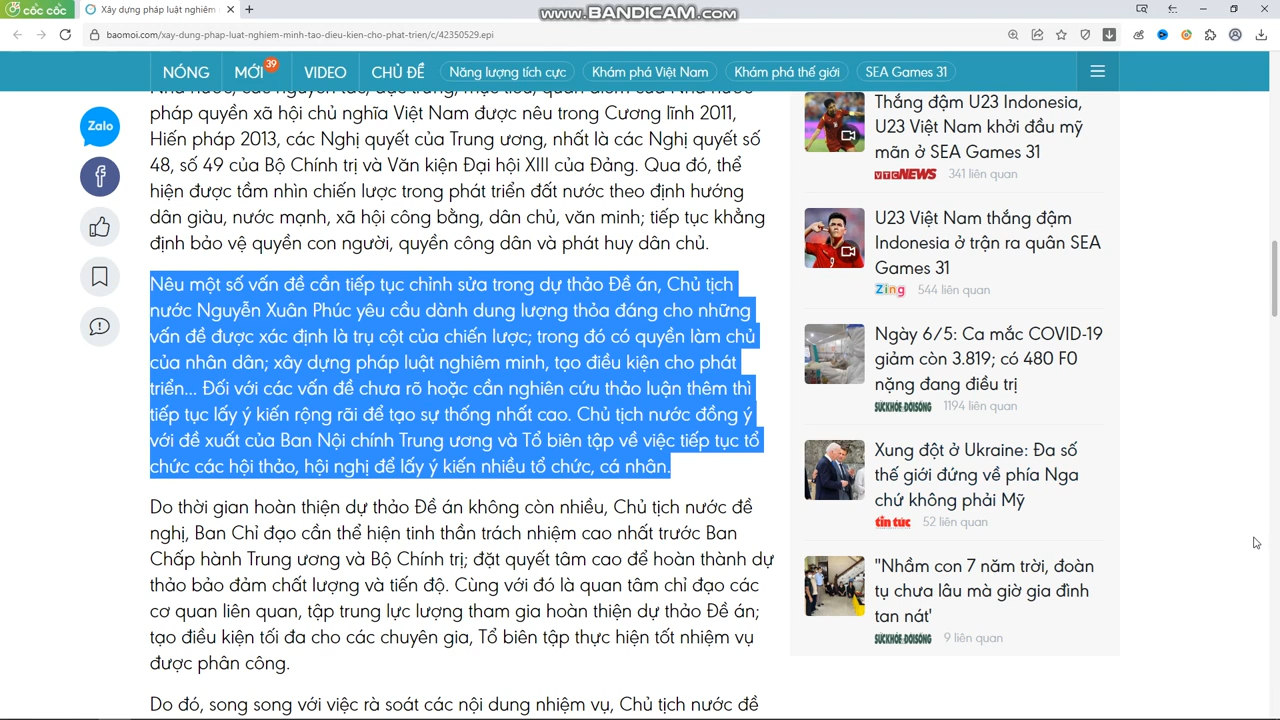 CỐC CỐC
Xây dựng pháp luật nghiêm
www.BANDICAM.com
baomoi.com/xay-dung-phap-luat-nghiem-minh-tao-dieu-kien-cho-phat-trien/c/42350529.epi
NÓNG
MỚI
39
VIDEO
CHỦ ĐỀ
Năng lượng tích cực
Khám phá Việt Nam
Khám phá thế giới
SEA Games 31
Zalo
pháp quyền xã hội chủ nghĩa Việt Nam được nêu trong Cương lĩnh 2011,
Hiến pháp 2013, các Nghị quyết của Trung ương, nhất là các Nghị quyết số
48, số 49 của Bộ Chính trị và Văn kiện Đại hội XIII của Đảng. Qua đó, thể
hiện được tầm nhìn chiến lược trong phát triển đất nước theo định hướng
dân giàu, nước mạnh, xã hội công bằng, dân chủ, văn minh; tiếp tục khẳng
định bảo vệ quyền con người, quyền công dân và phát huy dân chủ.
Nêu một số vấn đề cần tiếp tục chỉnh sửa trong dự thảo Đề án, Chủ tịch
nước Nguyễn Xuân Phúc yêu cầu dành dung lượng thỏa đáng cho những
vấn đề được xác định là trụ cột của chiến lược; trong đó có quyền làm chủ
của nhân dân; xây dựng pháp luật nghiêm minh, tạo điều kiện cho phát
triển... Đối với các vấn đề chưa rõ hoặc cần nghiên cứu thảo luận thêm thì
tiếp tục lấy ý kiến rộng rãi để tạo sự thống nhất cao. Chủ tịch nước đồng ý
với đề xuất của Ban Nội chính Trung ương và Tổ biên tập về việc tiếp tục tổ
chức các hội thảo, hội nghị để lấy ý kiến nhiều tổ chức, cá nhân.
Do thời gian hoàn thiện dự thảo Đề án không còn nhiều, Chủ tịch nước đề
nghị, Ban Chỉ đạo cần thể hiện tinh thần trách nhiệm cao nhất trước Ban
Chấp hành Trung ương và Bộ Chính trị; đặt quyết tâm cao để hoàn thành dự
thảo bảo đảm chất lượng và tiến độ. Cùng với đó là quan tâm chỉ đạo các
cơ quan liên quan, tập trung lực lượng tham gia hoàn thiện dự thảo Đề án;
tạo điều kiện tối đa cho các chuyên gia, Tổ biên tập thực hiện tốt nhiệm vụ
được phân công.
Do đó, song song với việc rà soát các nội dung nhiệm vụ, Chủ tịch nước đề
Thắng đậm U23 Indonesia,
U23 Việt Nam khởi đầu mỹ
mãn ở SEA Games 31
VTC NEWS 341 liên quan
U23 Việt Nam thắng đậm
Indonesia ở trận ra quân SEA
Games 31
Zing 544 liên quan
Ngày 6/5: Ca mắc COVID-19
giảm còn 3.819; có 480 F0
nặng đang điều trị
SỨC KHỎE ĐỜI SỐNG 1194 liên quan
Xung đột ở Ukraine: Đa số
thế giới đứng về phía Nga
chứ không phải Mỹ
tin tức 52 liên quan
"Nhầm con 7 năm trời, đoàn
tụ chưa lâu mà giờ gia đình
tan nát'
SỨC KHỎE ĐỜI SỐNG 9 liên quan